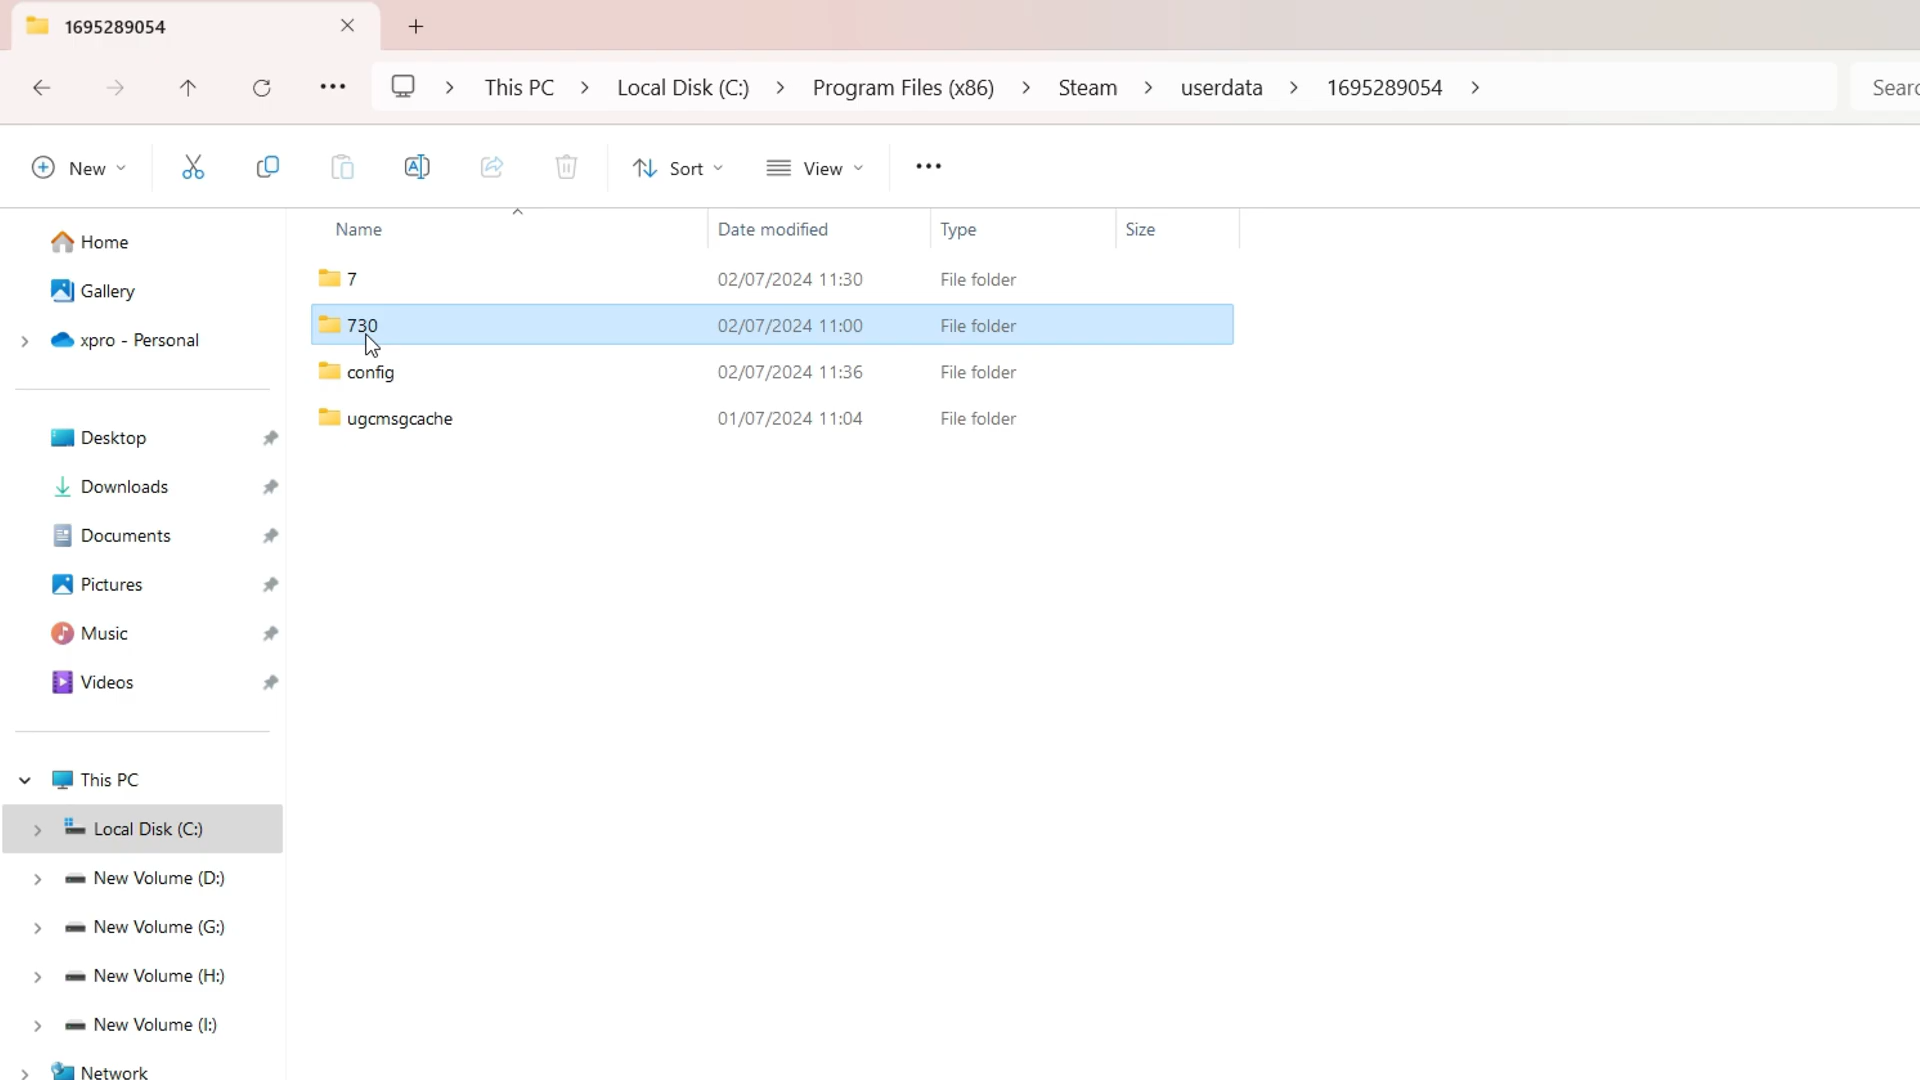 1695289054
This PC > Local Disk (C:) > Program Files (x86) > Steam > userdata > 1695289054 >
Searc
New
Sort
View
Name Date modified Type Size
7 02/07/2024 11:30 File folder
730 02/07/2024 11:00 File folder
config 02/07/2024 11:36 File folder
ugcmsgcache 01/07/2024 11:04 File folder
Home
Gallery
xpro - Personal
Desktop
Downloads
Documents
Pictures
Music
Videos
This PC
Local Disk (C:)
New Volume (D:)
New Volume (G:)
New Volume (H:)
New Volume (I:)
Network